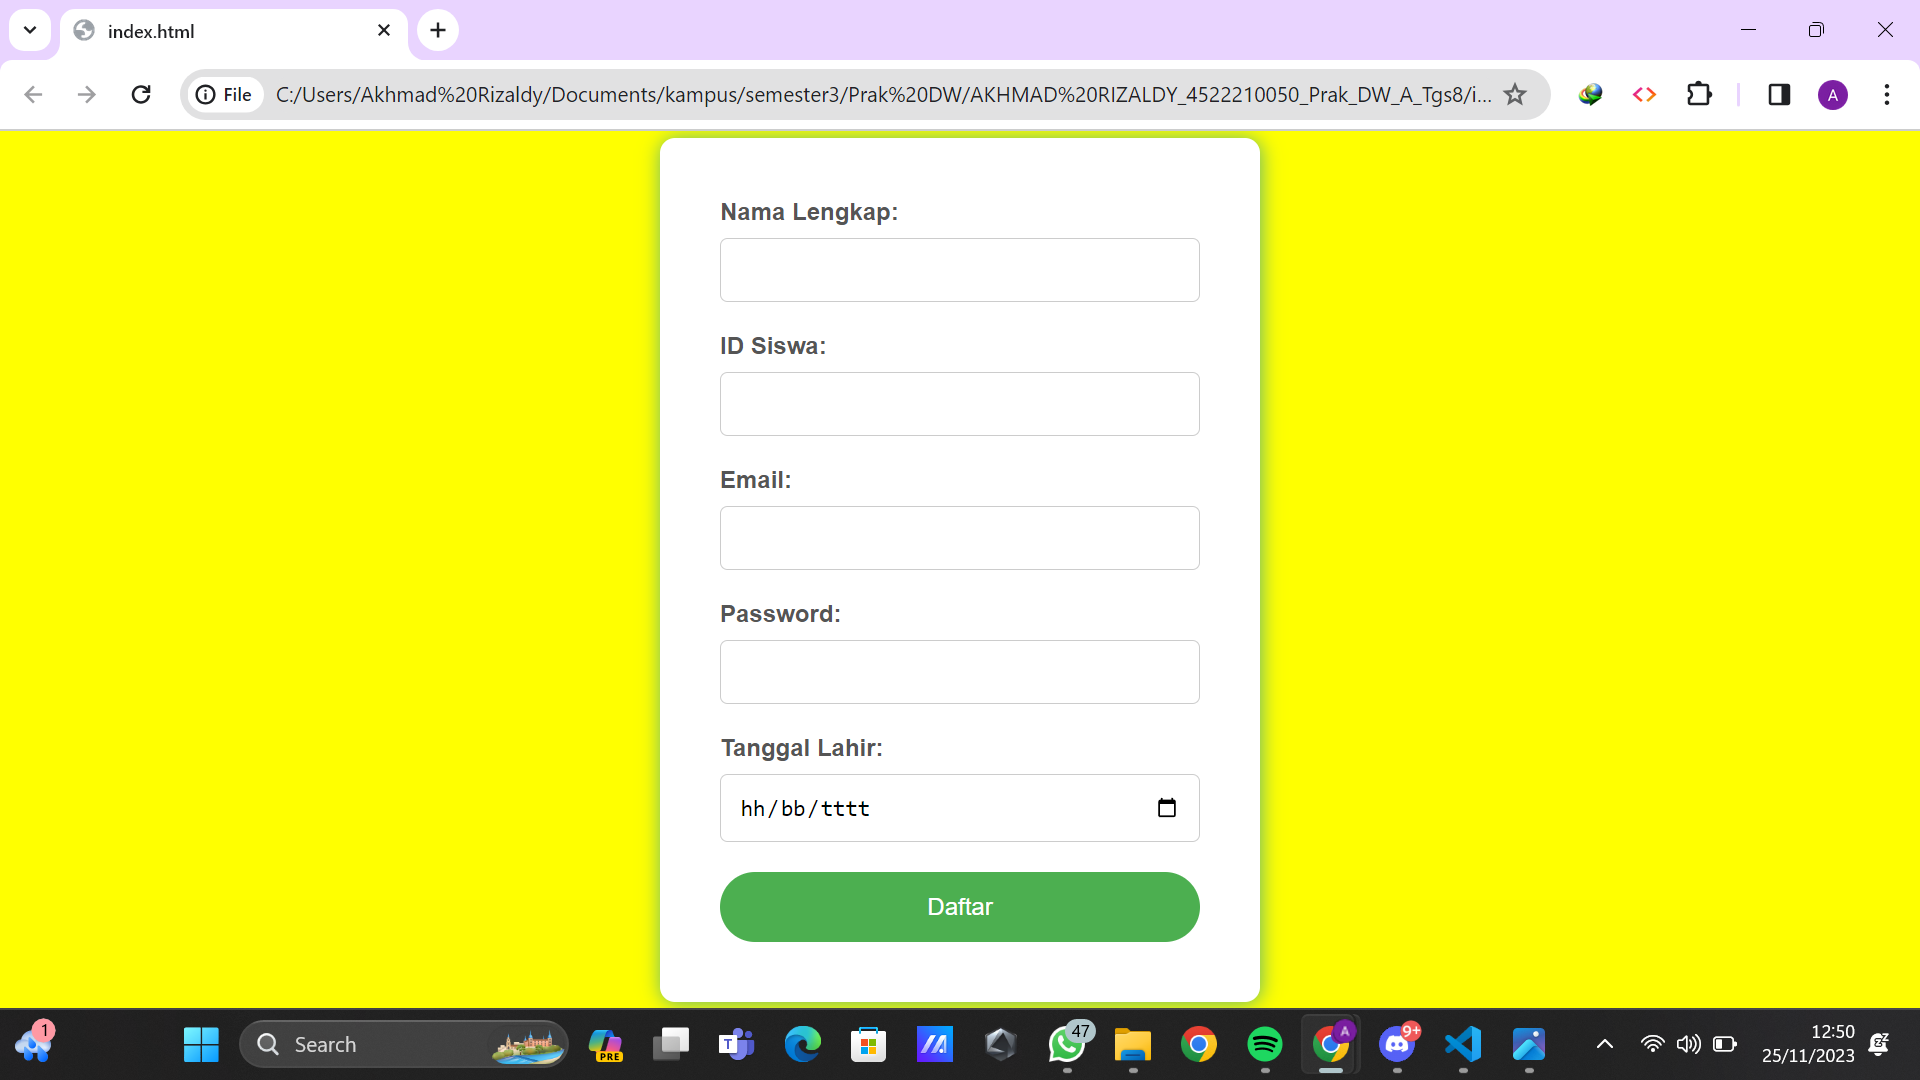 index.html
File
C:/Users/Akhmad%20Rizaldy/Documents/kampus/semester3/Prak%20DW/AKHMAD%20RIZALDY_4522210050_Prak_DW_A_Tgs8/i...
A
Nama Lengkap:
ID Siswa:
Email:
Password:
Tanggal Lahir:
hh/bb/tttt
Daftar
1
Search
PRE
T
47
A
9+
12:50
25/11/2023